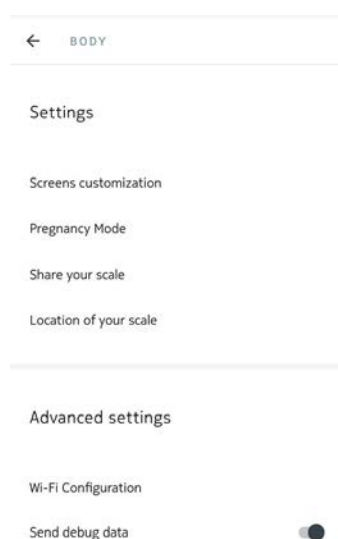 BODY
Settings
Screens customization
Pregnancy Mode
Share your scale
Location of your scale
Advanced settings
Wi-Fi Configuration
Send debug data